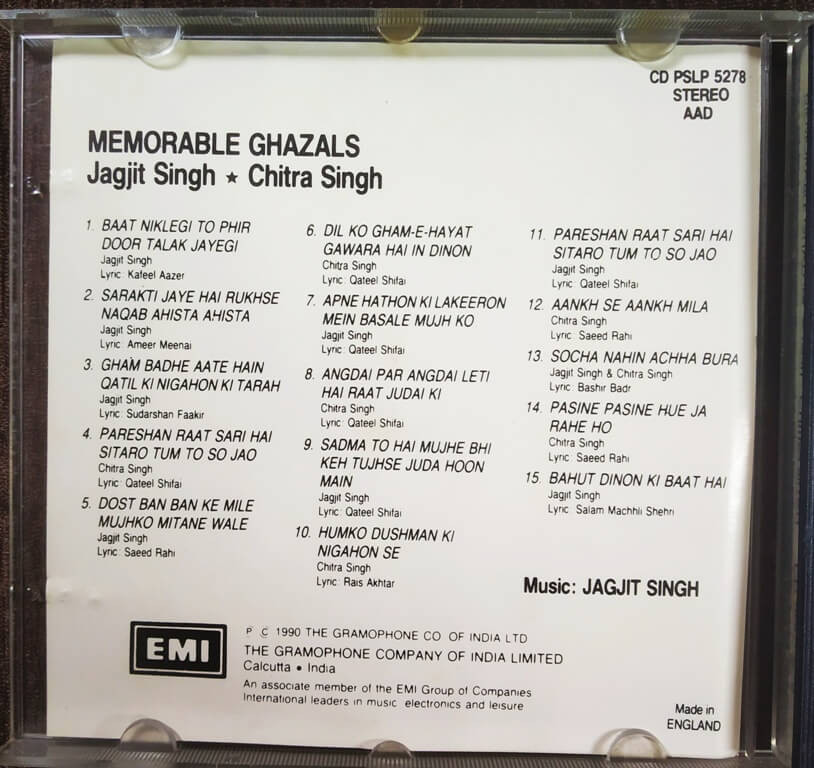 CD PSLP 5278
STEREO
AAD
MEMORABLE GHAZALS
Jagjit Singh ★ Chitra Singh
1. BAAT NIKLEGI TO PHIR
DOOR TALAK JAYEGI
Jagjit Singh
Lyric: Kafeel Aazer
2. SARAKTI JAYE HAI RUKHSE
NAQAB AHISTA AHISTA
Jagjit Singh
Lyric: Ameer Meenai
3. GHAM BADHE AATE HAIN
QATIL KI NIGAHON KI TARAH
Jagjit Singh
Lyric: Sudarshan Faakir
4. PARESHAN RAAT SARI HAI
SITARO TUM TO SO JAO
Chitra Singh
Lyric: Qateel Shifai
5. DOST BAN BAN KE MILE
MUJHKO MITANE WALE
Jagjit Singh
Lyric: Saeed Rahi
6. DIL KO GHAM-E-HAYAT
GAWARA HAI IN DINON
Chitra Singh
Lyric: Qateel Shifai
7. APNE HATHON KI LAKEERON
MEIN BASALE MUJH KO
Jagjit Singh
Lyric: Qateel Shifai
8. ANGDAI PAR ANGDAI LETI
HAI RAAT JUDAI KI
Chitra Singh
Lyric: Qateel Shifai
9. SADMA TO HAI MUJHE BHI
KEH TUJHSE JUDA HOON
MAIN
Jagjit Singh
Lyric: Qateel Shifai
10. HUMKO DUSHMAN KI
NIGAHON SE
Chitra Singh
Lyric: Rais Akhtar
11. PARESHAN RAAT SARI HAI
SITARO TUM TO SO JAO
Jagjit Singh
Lyric: Qateel Shifai
12. AANKH SE AANKH MILA
Chitra Singh
Lyric: Saeed Rahi
13. SOCHA NAHIN ACHHA BURA
Jagjit Singh & Chitra Singh
Lyric: Bashir Badr
14. PASINE PASINE HUE JA
RAHE HO
Chitra Singh
Lyric: Saeed Rahi
15. BAHUT DINON KI BAAT HAI
Jagjit Singh
Lyric: Salam Machhli Shehri
Music: JAGJIT SINGH
EMI
P C 1990 THE GRAMOPHONE CO OF INDIA LTD
THE GRAMOPHONE COMPANY OF INDIA LIMITED
Calcutta • India
An associate member of the EMI Group of Companies
International leaders in music electronics and leisure
Made in
ENGLAND